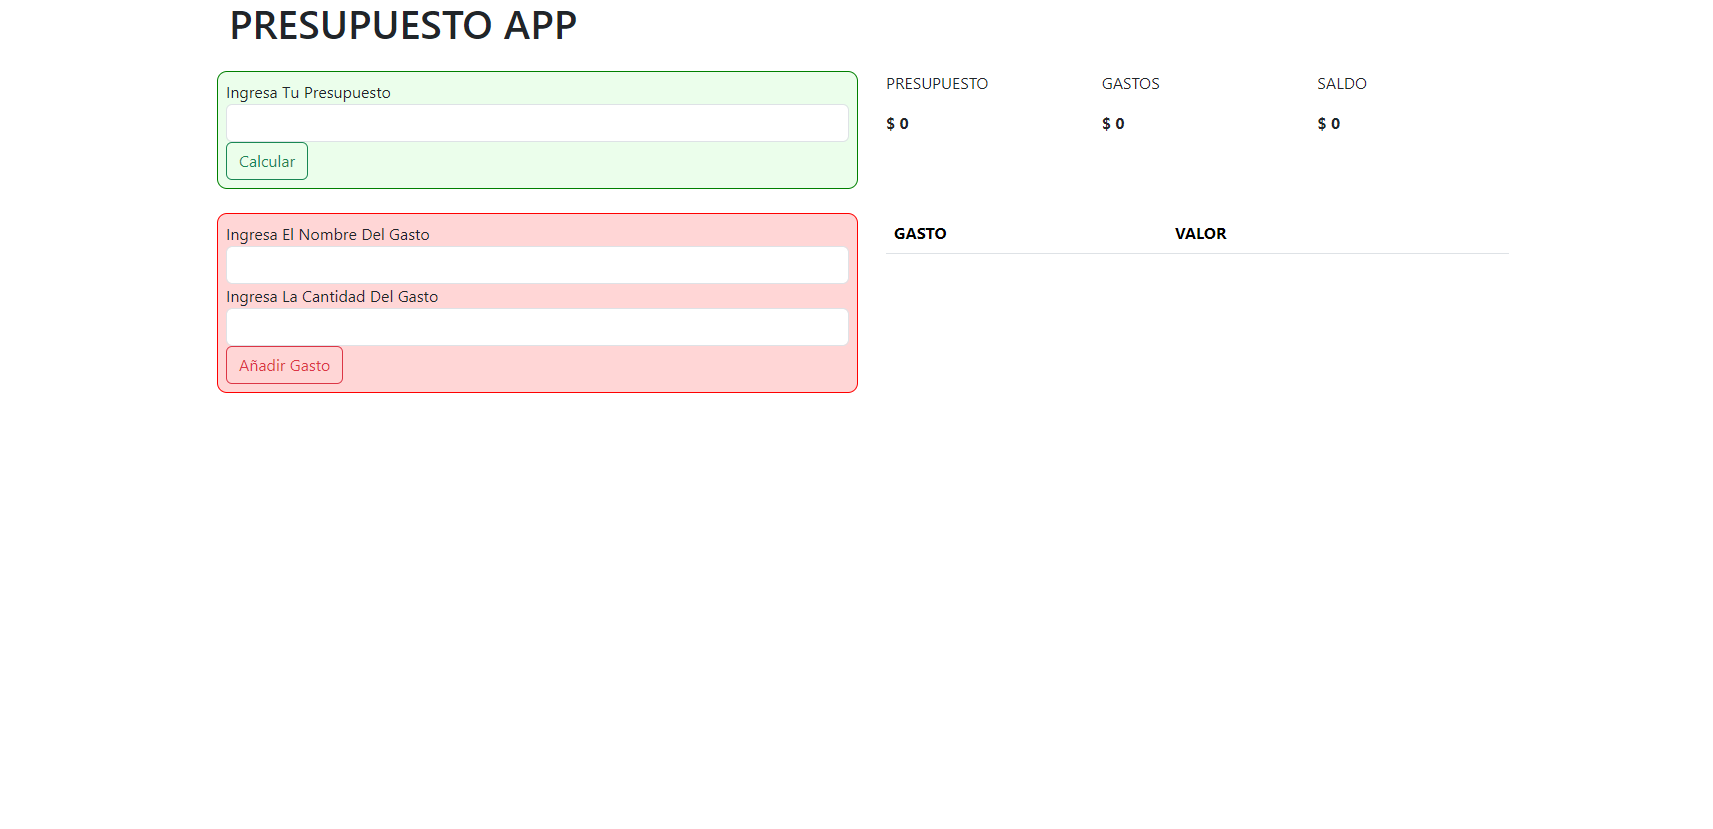 PRESUPUESTO APP
Ingresa Tu Presupuesto
Calcular
PRESUPUESTO GASTOS SALDO
$ 0 $ 0 $ 0
Ingresa El Nombre Del Gasto
Ingresa La Cantidad Del Gasto
Añadir Gasto
GASTO VALOR